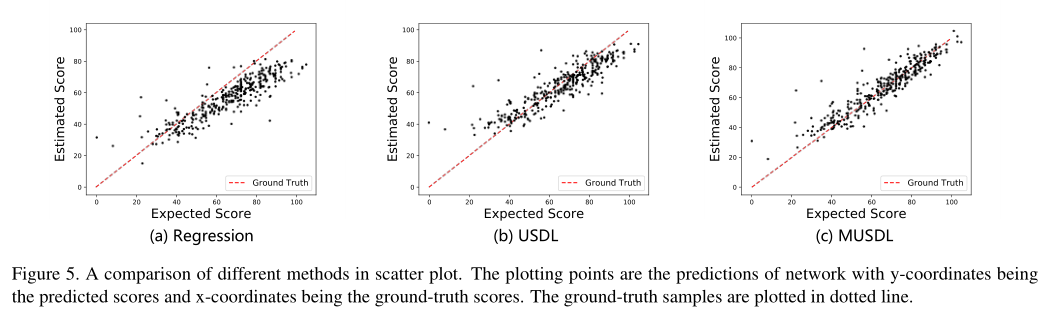 100
80
60
40
20
0
Estimated Score
Ground Truth
0 20 40 60 80 100
Expected Score
(a) Regression
100
80
60
40
20
0
Estimated Score
Ground Truth
0 20 40 60 80 100
Expected Score
(b) USDL
100
80
60
40
20
0
Estimated Score
Ground Truth
0 20 40 60 80 100
Expected Score
(c) MUSDL
Figure 5. A comparison of different methods in scatter plot. The plotting points are the predictions of network with y-coordinates being
the predicted scores and x-coordinates being the ground-truth scores. The ground-truth samples are plotted in dotted line.